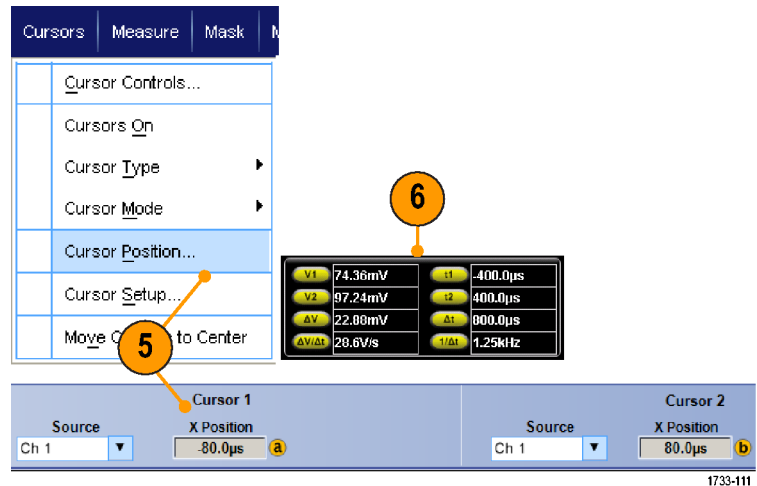 Cursors Measure Mask
Cursor Controls...
Cursors On
Cursor Type
Cursor Mode
Cursor Position...
Cursor Setup...
Move to Center
5
6
V1 74.36mV t1 -400.0µs
V2 97.24mV t2 400.0µs
ΔV 22.88mV Δt 800.0µs
ΔV/Δt 28.6V/s 1/Δt 1.25kHz
Cursor 1 Cursor 2
Source X Position Source X Position
Ch 1 -80.0µs a Ch 1 80.0µs b
1733-111